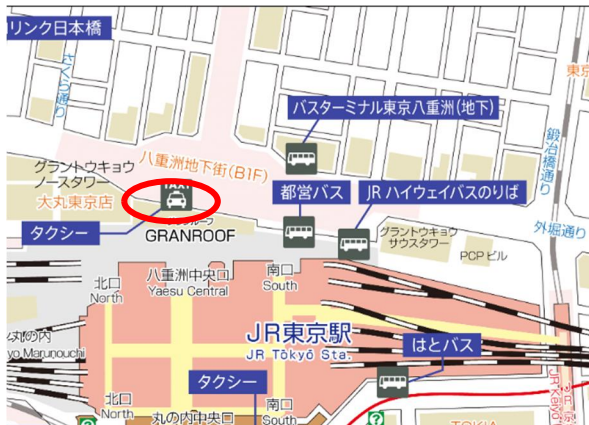 リンク日本橋
さくら通り
東京
バスターミナル東京八重洲(地下)
鍛冶橋通り
八重洲地下街(B1F)
グラントウキョウ
ノースタワー
大丸東京店
TAXI
都営バス
JRハイウェイバスのりば
タクシー
GRANROOF
グラントウキョウ
サウスタワー
外堀通り
PCPビル
八重洲中央口
Yaesu Central
南口
South
北口
North
JR東京駅
JR Tōkyō Sta.
丸の内
yo Marunouchi
はとバス
タクシー
北口
North
丸の内中央口
南口
South
TOKIA
JR Keiyo